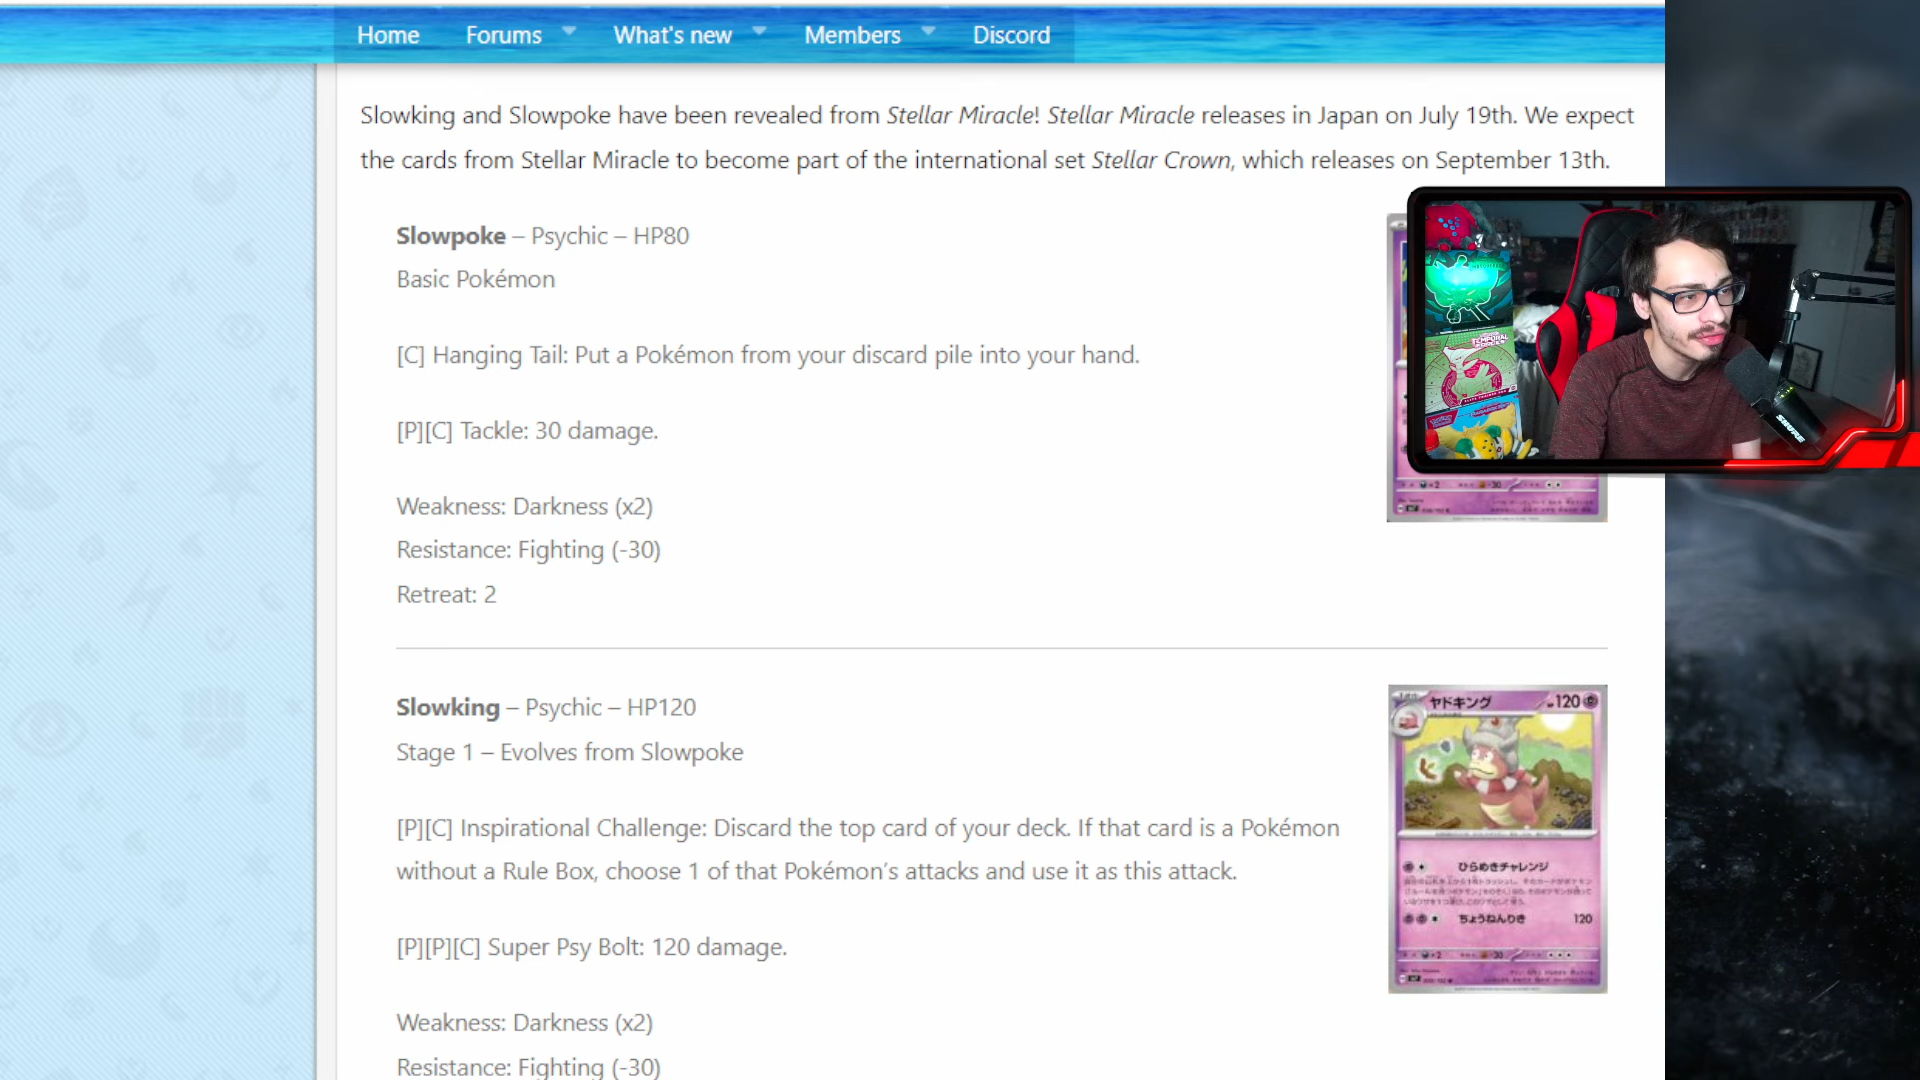 Home Forums What's new Members Discord
Slowking and Slowpoke have been revealed from Stellar Miracle! Stellar Miracle releases in Japan on July 19th. We expect
the cards from Stellar Miracle to become part of the international set Stellar Crown, which releases on September 13th.
Slowpoke – Psychic – HP80
Basic Pokémon
[C] Hanging Tail: Put a Pokémon from your discard pile into your hand.
[P][C] Tackle: 30 damage.
Weakness: Darkness (x2)
Resistance: Fighting (-30)
Retreat: 2
TEMPORAL
SHURE
Slowking – Psychic – HP120
Stage 1 – Evolves from Slowpoke
[P][C] Inspirational Challenge: Discard the top card of your deck. If that card is a Pokémon
without a Rule Box, choose 1 of that Pokémon's attacks and use it as this attack.
[P][P][C] Super Psy Bolt: 120 damage.
Weakness: Darkness (x2)
Resistance: Fighting (-30)
ヤドキング 120
ひらめきチャレンジ
ちょうねんりき 120